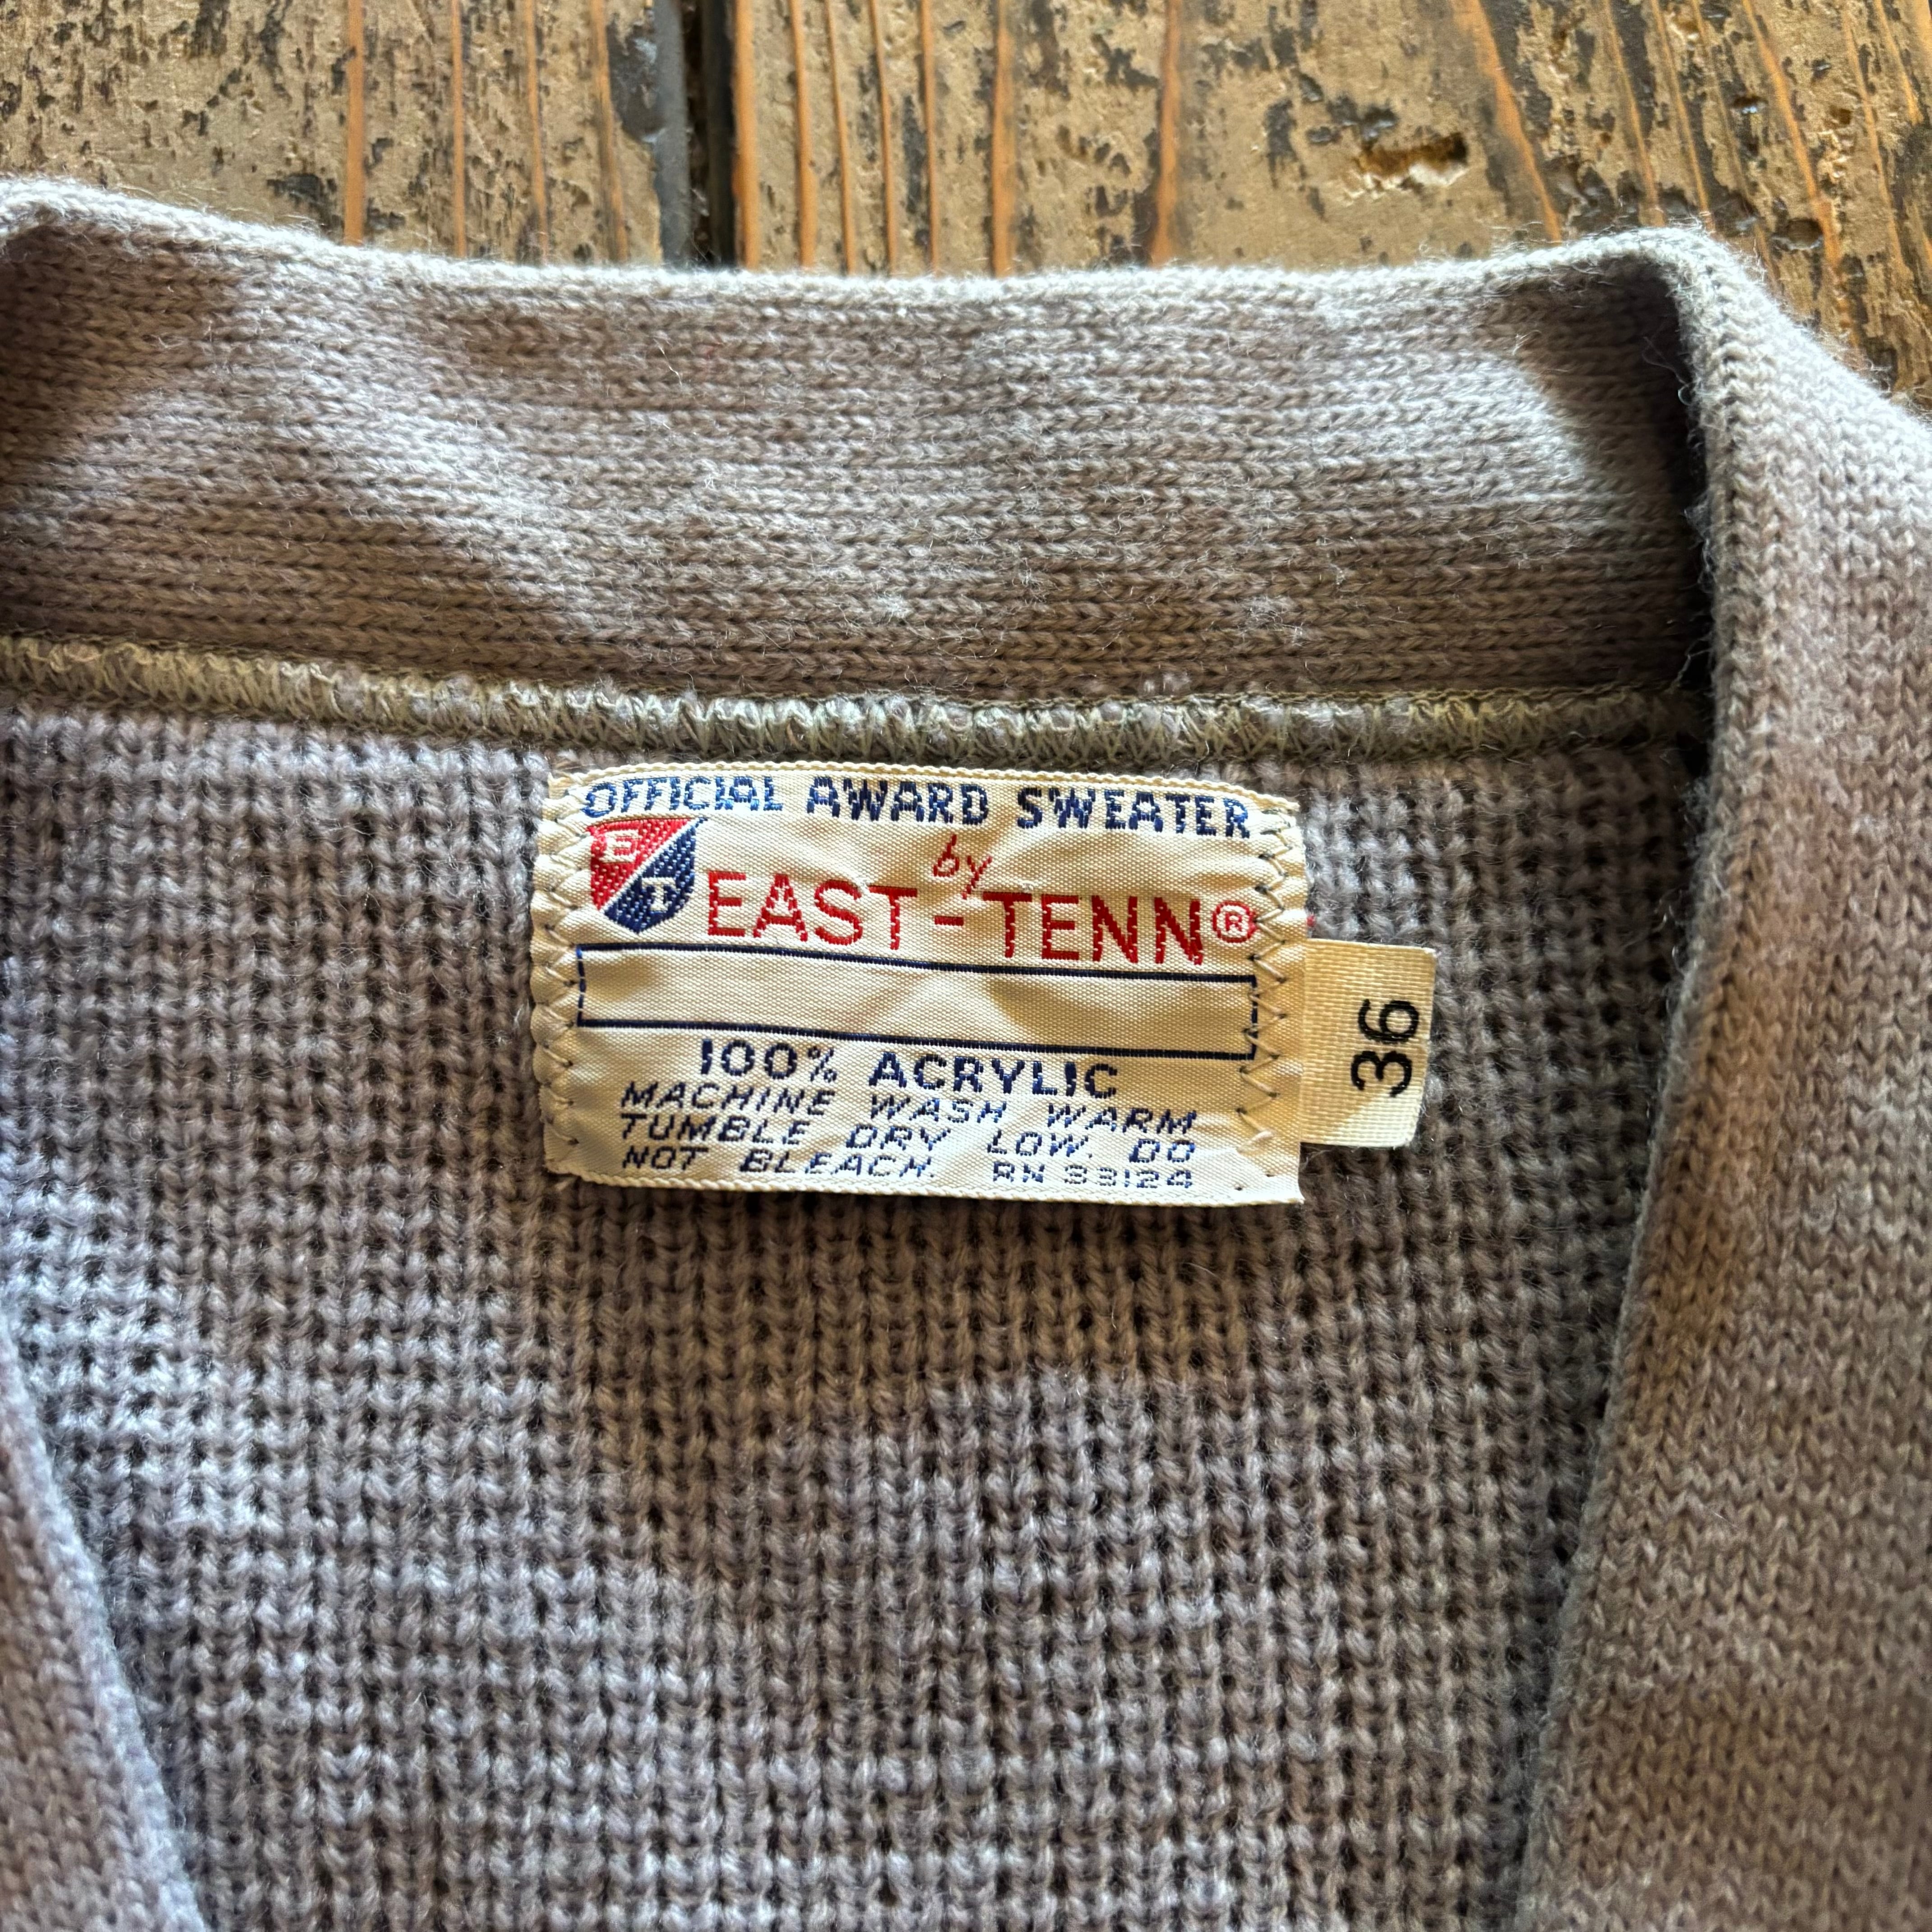 OFFICIAL AWARD SWEATER
by
E
T
EAST-TENN®
100% ACRYLIC
MACHINE WASH WARM
TUMBLE DRY LOW. DO
NOT BLEACH. RN 33124
36